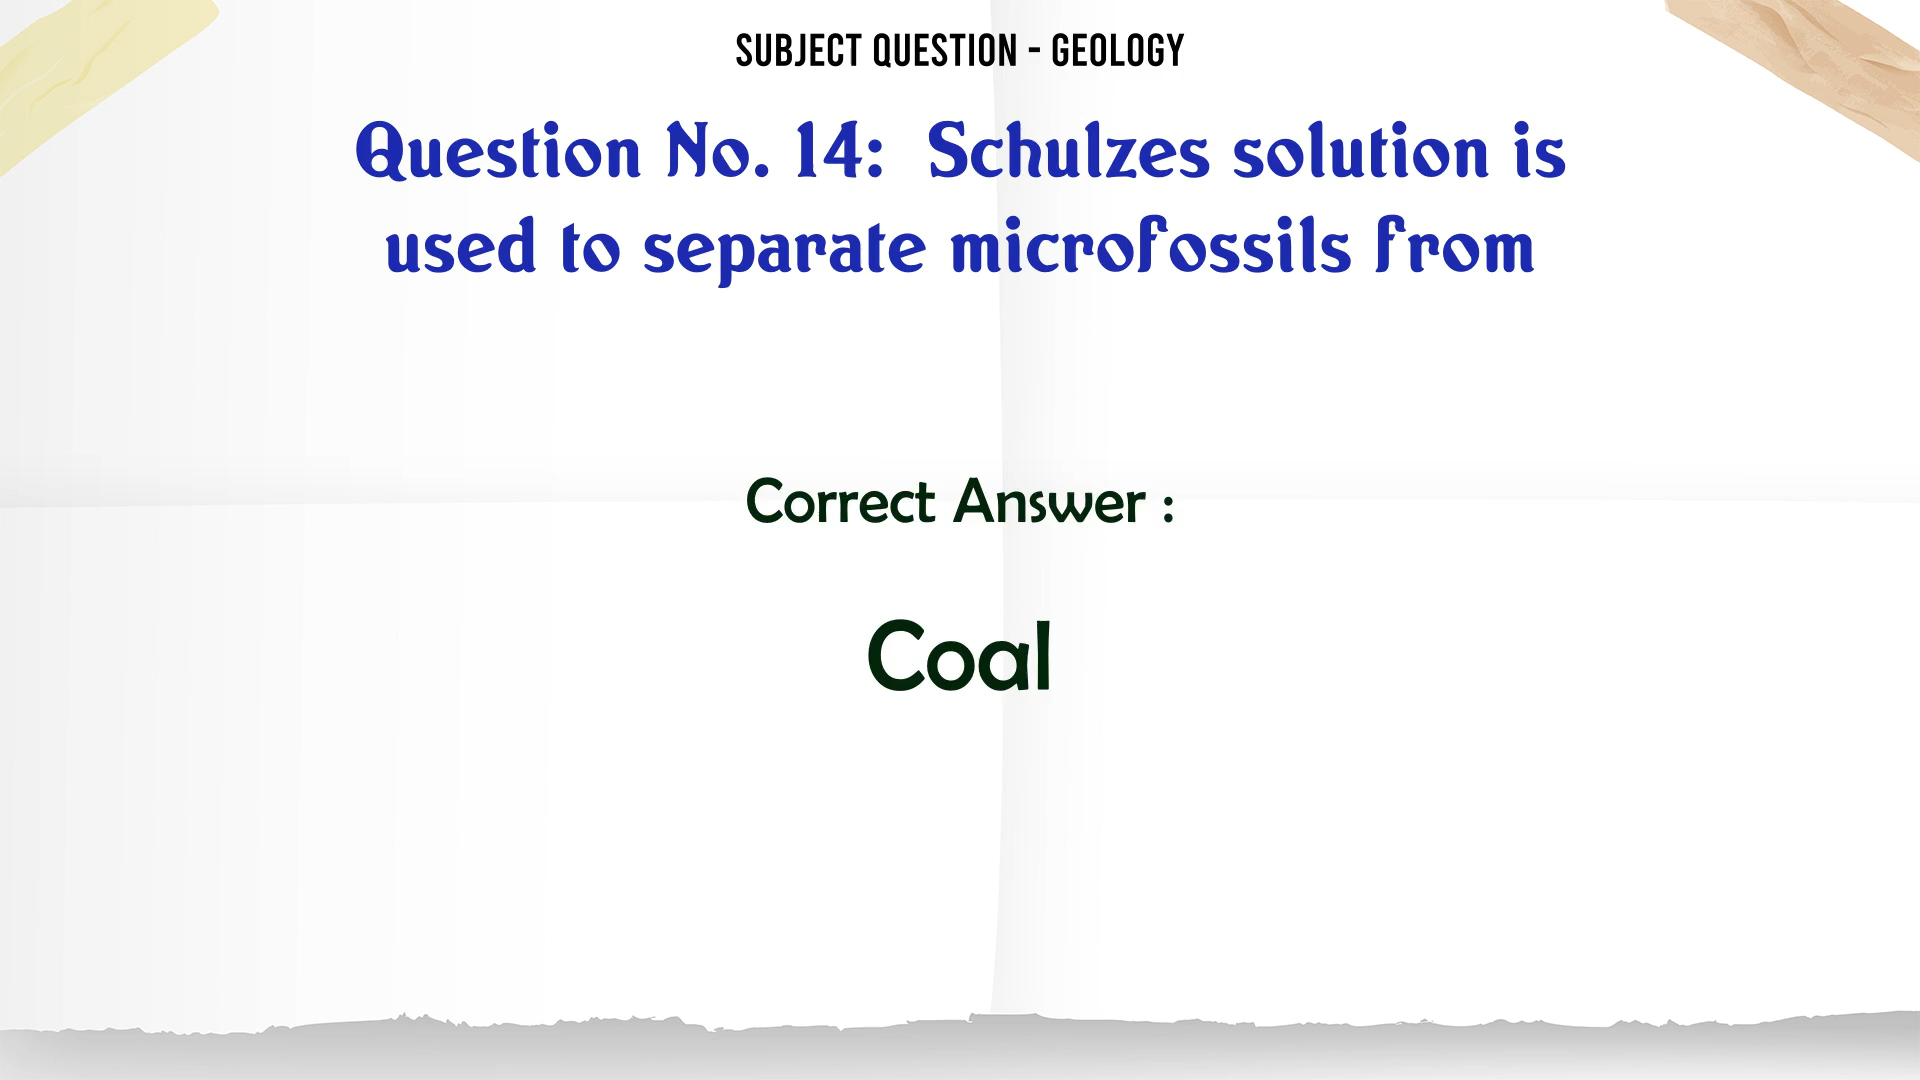 SUBJECT QUESTION - GEOLOGY
Question No. 14:  Schulzes solution is
used to separate microfossils from
Correct Answer :
Coal